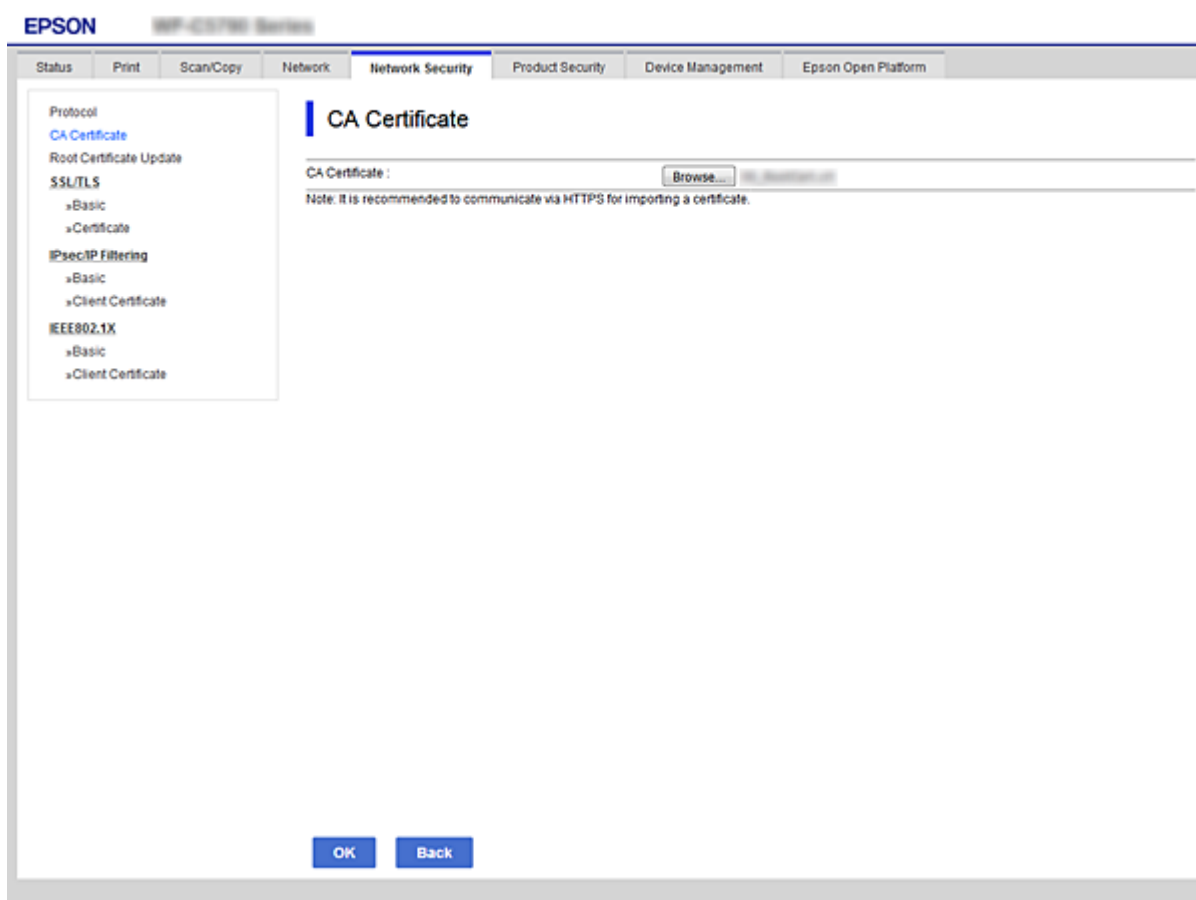 EPSON
Status Print Scan/Copy Network Network Security Product Security Device Management Epson Open Platform
Protocol
CA Certificate
Root Certificate Update
SSL/TLS
»Basic
»Certificate
IPsec/IP Filtering
»Basic
»Client Certificate
IEEE802.1X
»Basic
»Client Certificate
CA Certificate
CA Certificate : Browse...
Note: It is recommended to communicate via HTTPS for importing a certificate.
OK Back